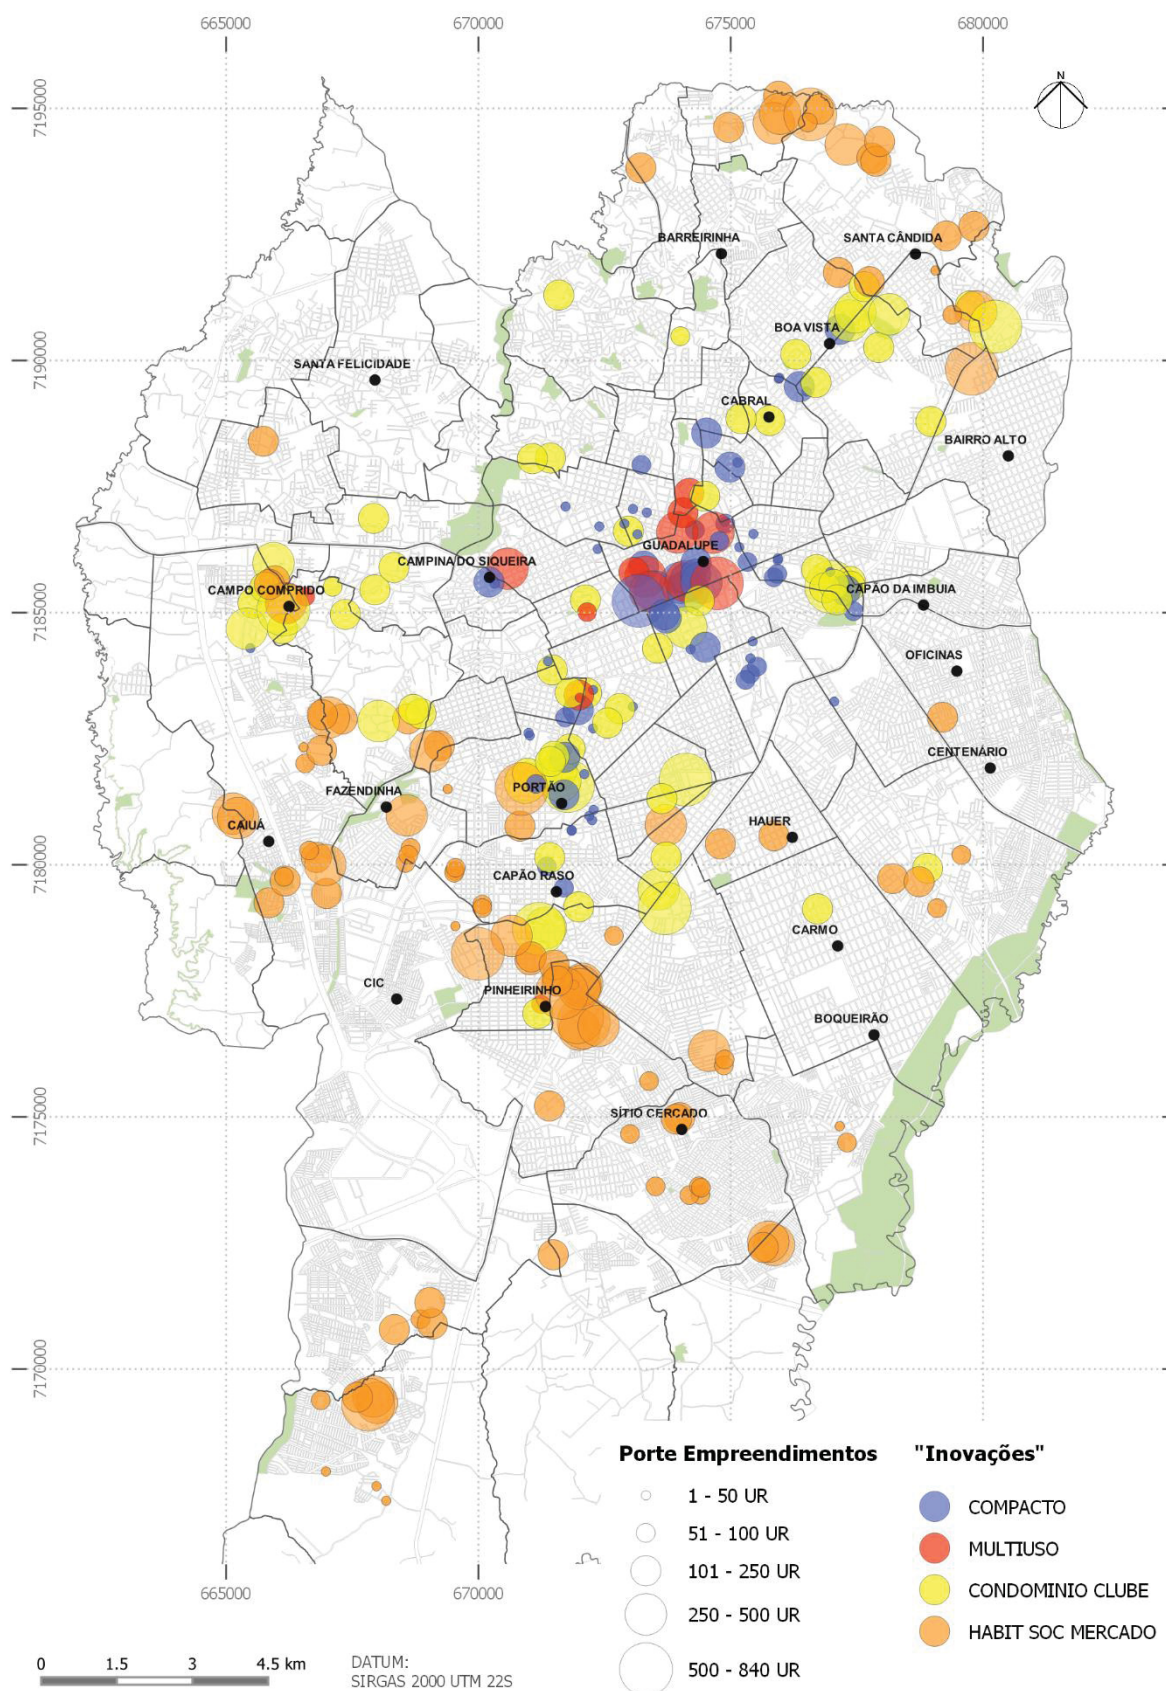 665000
670000
675000
680000
N
7195000
BARREIRINHA
SANTA CÂNDIDA
BOA VISTA
7190000
SANTA FELICIDADE
CABRAL
BAIRRO ALTO
GUADALUPE
CAMPINA DO SIQUEIRA
CAMPO COMPRIDO
CAPÃO DA IMBUIA
7185000
OFICINAS
CENTENÁRIO
FAZENDINHA
PORTÃO
CAIUÁ
HAUER
7180000
CAPÃO RASO
CARMO
CIC
PINHEIRINHO
BOQUEIRÃO
7175000
SÍTIO CERCADO
7170000
665000
670000
Porte Empreendimentos
1 - 50 UR
51 - 100 UR
101 - 250 UR
250 - 500 UR
500 - 840 UR
"Inovações"
COMPACTO
MULTIUSO
CONDOMINIO CLUBE
HABIT SOC MERCADO
0 1.5 3 4.5 km
DATUM:
SIRGAS 2000 UTM 22S